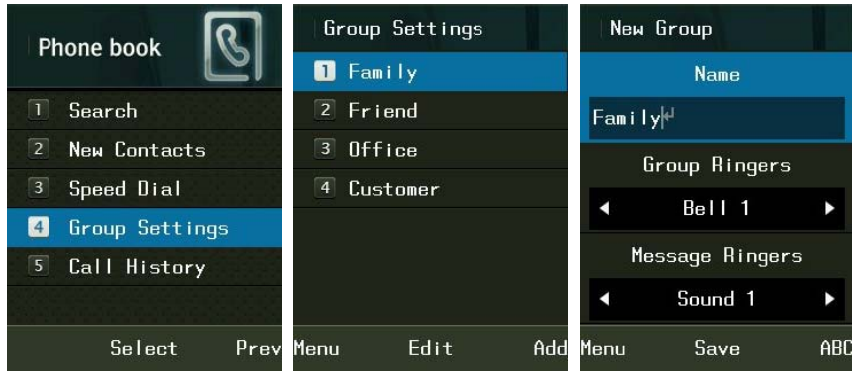 Phone book
1 Search
2 New Contacts
3 Speed Dial
4 Group Settings
5 Call History
Select Prev
Group Settings
1 Family
2 Friend
3 Office
4 Customer
Menu Edit Add
New Group
Name
Family
Group Ringers
Bell 1
Message Ringers
Sound 1
Menu Save ABC